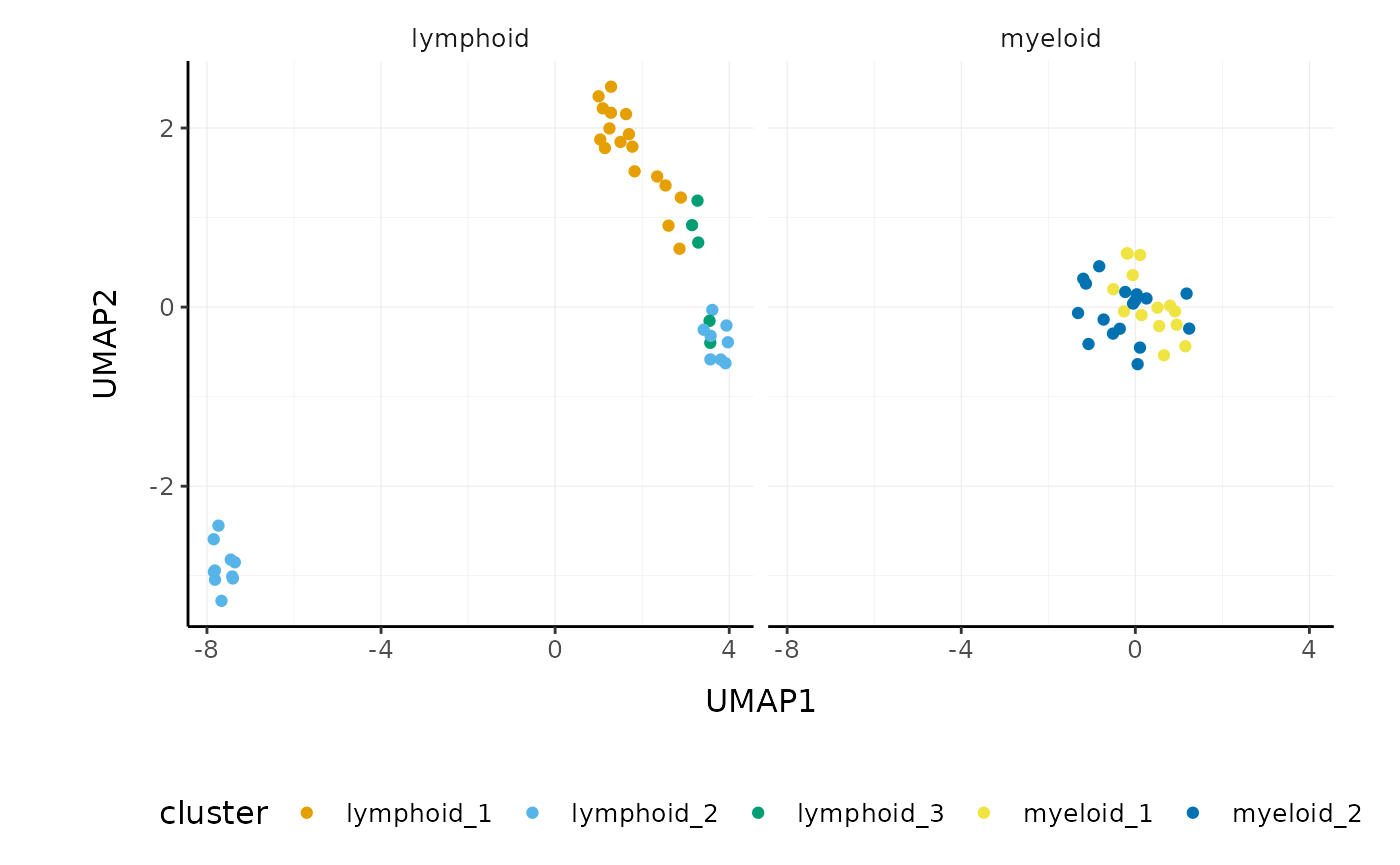 lymphoid myeloid
2
0
-2
UMAP2
-8 -4 0 4 -8 -4 0 4
UMAP1
cluster lymphoid_1 lymphoid_2 lymphoid_3 myeloid_1 myeloid_2